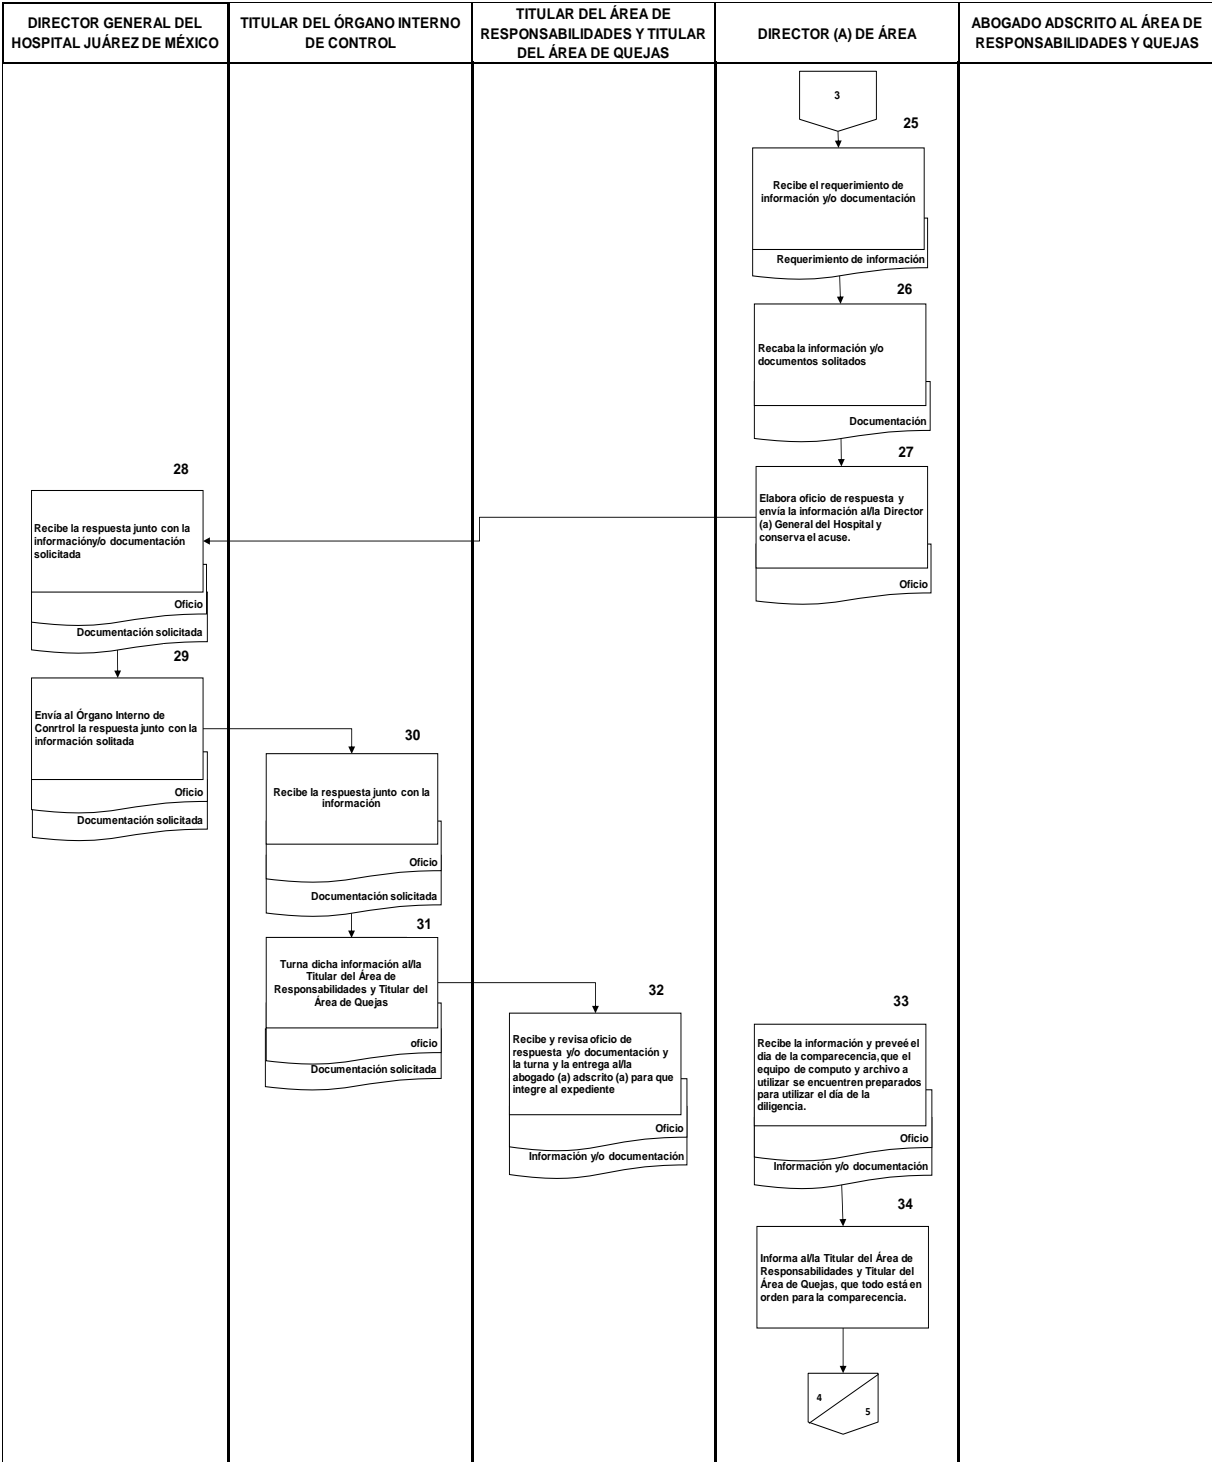 DIRECTOR GENERAL DEL
HOSPITAL JUÁREZ DE MÉXICO
TITULAR DEL ÓRGANO INTERNO
DE CONTROL
TITULAR DEL ÁREA DE
RESPONSABILIDADES Y TITULAR
DEL ÁREA DE QUEJAS
DIRECTOR (A) DE ÁREA
ABOGADO ADSCRITO AL ÁREA DE
RESPONSABILIDADES Y QUEJAS
3
25
Recibe el requerimiento de
información y/o documentación
Requerimiento de información
26
Recaba la información y/o
documentos solitados
Documentación
27
Elabora oficio de respuesta y
envía la información al/la Director
(a) General del Hospital y
conserva el acuse.
Oficio
28
Recibe la respuesta junto con la
informacióny/o documentación
solicitada
Oficio
Documentación solicitada
29
Envía al Órgano Interno de
Conrtrol la respuesta junto con la
información solitada
Oficio
Documentación solicitada
30
Recibe la respuesta junto con la
información
Oficio
Documentación solicitada
31
Turna dicha información al/la
Titular del Área de
Responsabilidades y Titular del
Área de Quejas
oficio
Documentación solicitada
32
Recibe y revisa oficio de
respuesta y/o documentación y
la turna y la entrega al/la
abogado (a) adscrito (a) para que
integre al expediente
Oficio
Información y/o documentación
33
Recibe la información y preveé el
día de la comparecencia, que el
equipo de computo y archivo a
utilizar se encuentren preparados
para utilizar el día de la
diligencia.
Oficio
Información y/o documentación
34
Informa al/la Titular del Área de
Responsabilidades y Titular del
Área de Quejas, que todo está en
orden para la comparecencia.
4
5